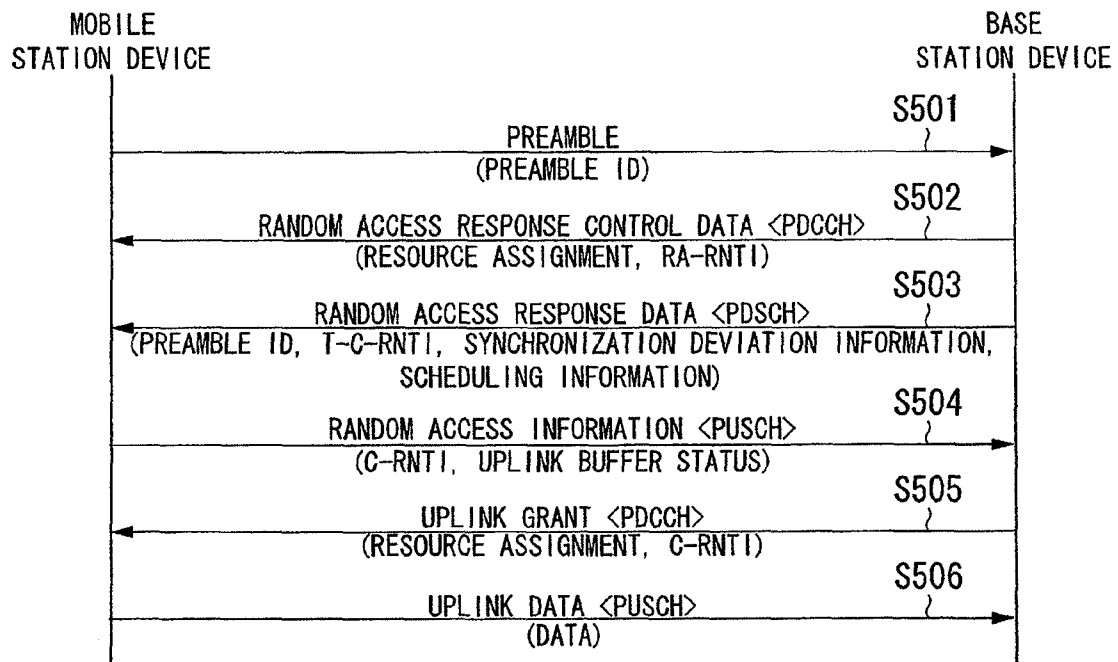 MOBILE
STATION DEVICE
BASE
STATION DEVICE
S501
PREAMBLE
(PREAMBLE ID)
S502
RANDOM ACCESS RESPONSE CONTROL DATA <PDCCH>
(RESOURCE ASSIGNMENT, RA-RNTI)
S503
RANDOM ACCESS RESPONSE DATA <PDSCH>
(PREAMBLE ID, T-C-RNTI, SYNCHRONIZATION DEVIATION INFORMATION,
SCHEDULING INFORMATION)
S504
RANDOM ACCESS INFORMATION <PUSCH>
(C-RNTI, UPLINK BUFFER STATUS)
S505
UPLINK GRANT <PDCCH>
(RESOURCE ASSIGNMENT, C-RNTI)
S506
UPLINK DATA <PUSCH>
(DATA)